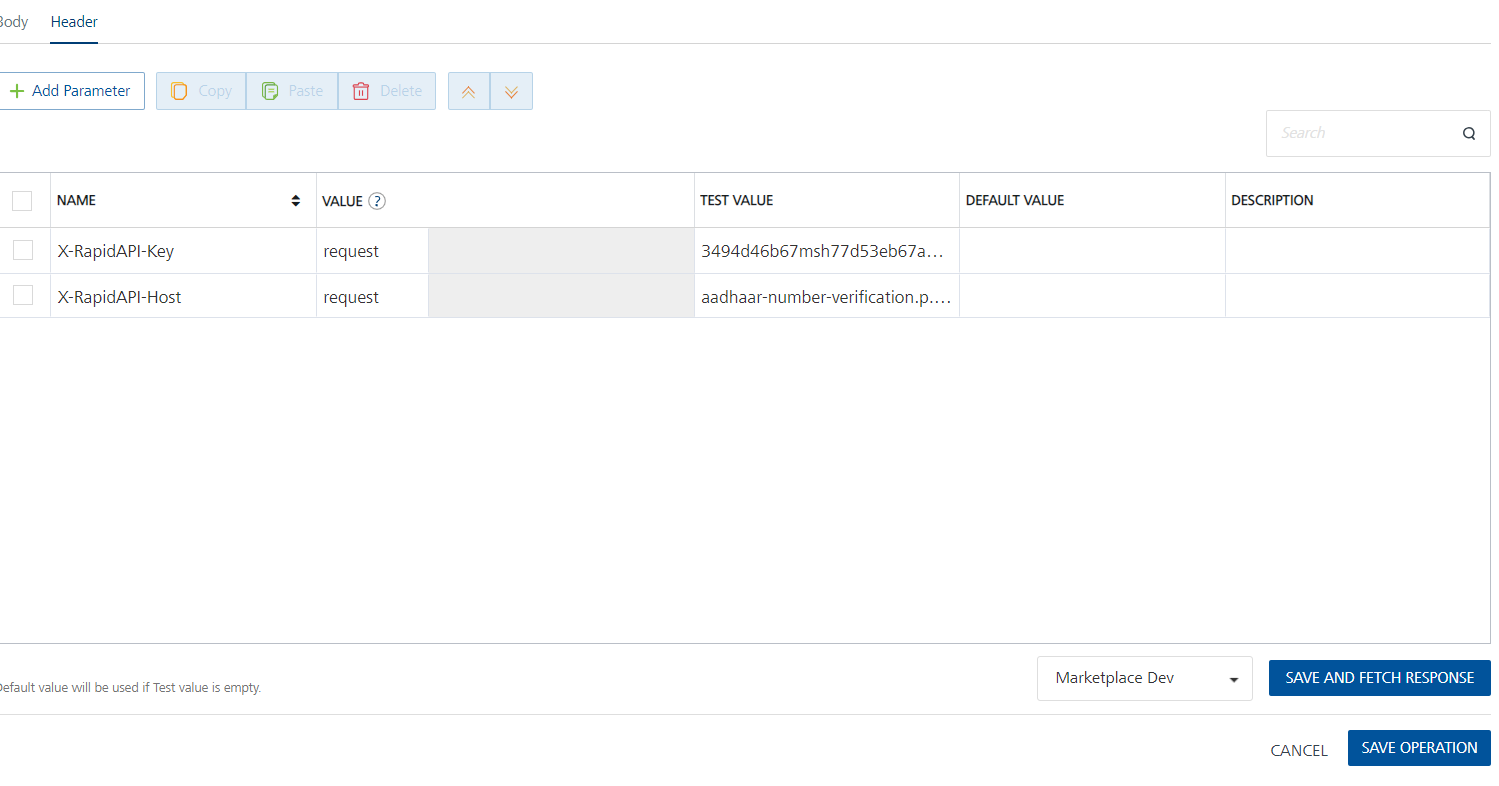 Body Header
Add Parameter Copy Paste Delete
Search
NAME VALUE ? TEST VALUE DEFAULT VALUE DESCRIPTION
X-RapidAPI-Key request 3494d46b67msh77d53eb67a...
X-RapidAPI-Host request aadhaar-number-verification.p....
Default value will be used if Test value is empty.
Marketplace Dev SAVE AND FETCH RESPONSE
CANCEL SAVE OPERATION